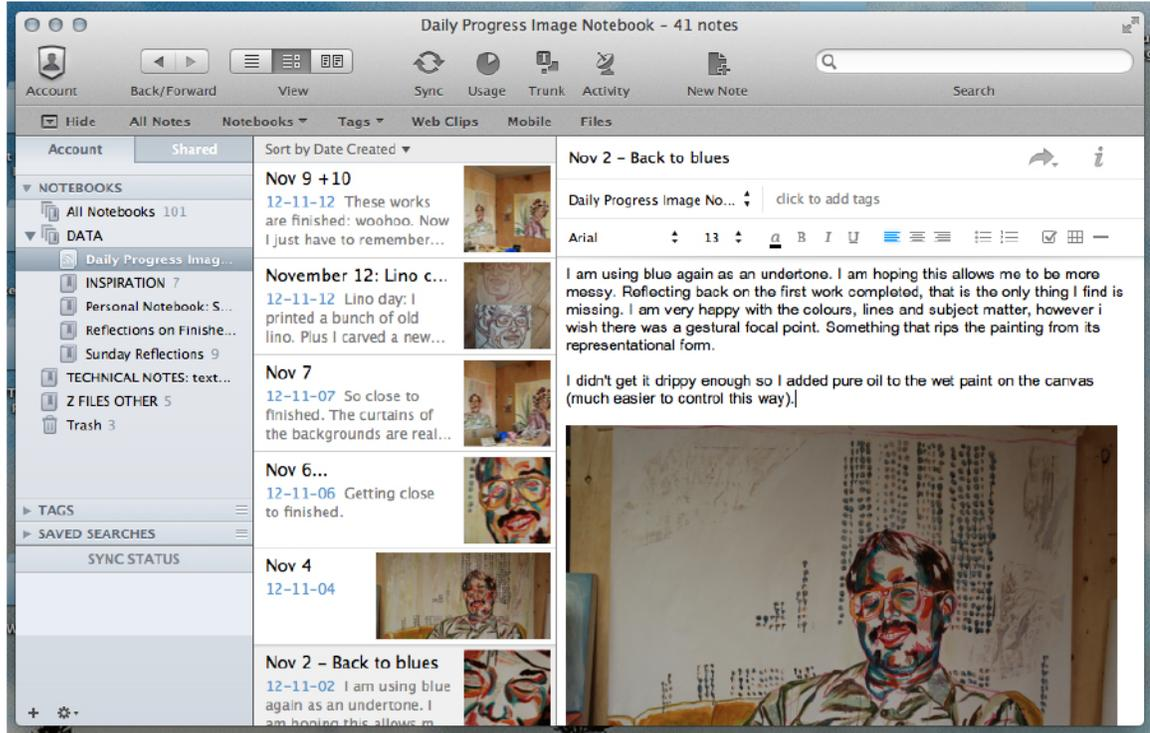 Daily Progress Image Notebook – 41 notes
Account
Back/Forward
View
Sync
Usage
Trunk
Activity
New Note
Search
Hide
All Notes
Notebooks
Tags
Web Clips
Mobile
Files
Account
Shared
NOTEBOOKS
All Notebooks 101
DATA
Daily Progress Imag...
INSPIRATION 7
Personal Notebook: S...
Reflections on Finishe...
Sunday Reflections 9
TECHNICAL NOTES: text...
Z FILES OTHER 5
Trash 3
TAGS
SAVED SEARCHES
SYNC STATUS
Sort by Date Created
Nov 9 +10
12-11-12 These works
are finished: woohoo. Now
I just have to remember...
November 12: Lino c...
12-11-12 Lino day: I
printed a bunch of old
lino. Plus I carved a new...
Nov 7
12-11-07 So close to
finished. The curtains of
the backgrounds are real...
Nov 6...
12-11-06 Getting close
to finished.
Nov 4
12-11-04
Nov 2 – Back to blues
12-11-02 I am using blue
again as an undertone. I
am hoping this allows m
Nov 2 – Back to blues
Daily Progress Image No...
click to add tags
Arial
13
a B I U
I am using blue again as an undertone. I am hoping this allows me to be more
messy. Reflecting back on the first work completed, that is the only thing I find is
missing. I am very happy with the colours, lines and subject matter, however i
wish there was a gestural focal point. Something that rips the painting from its
representational form.
I didn't get it drippy enough so I added pure oil to the wet paint on the canvas
(much easier to control this way).